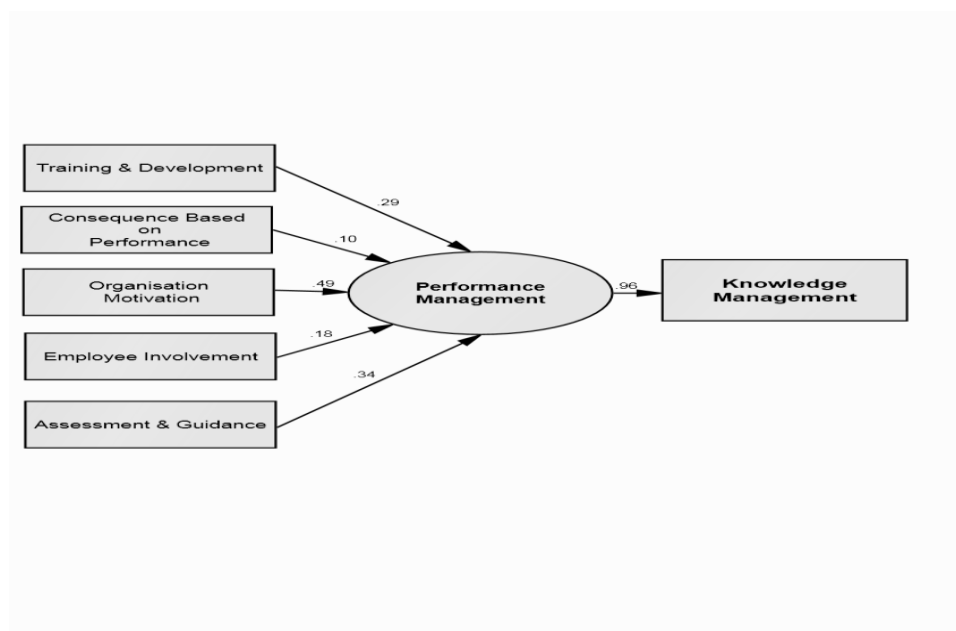 Training & Development
.29
Consequence Based
on
Performance
.10
Organisation
Motivation
.49
Performance
Management
.96
Knowledge
Management
Employee Involvement
.18
.34
Assessment & Guidance